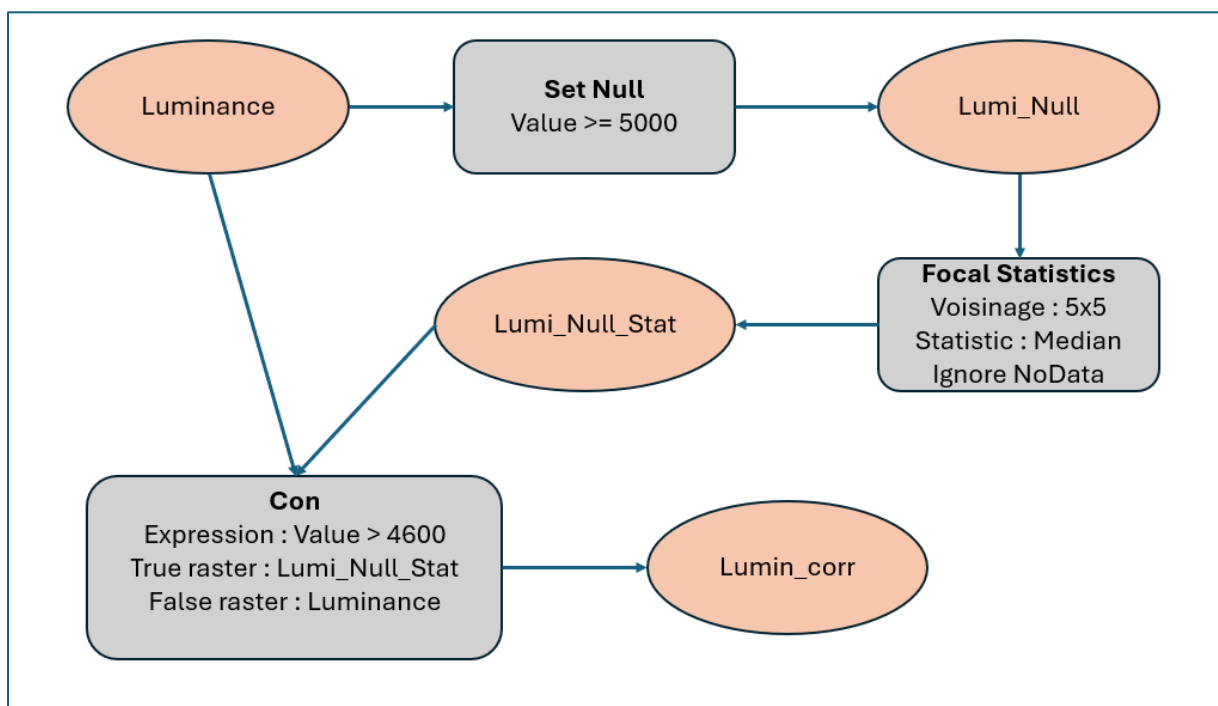 Luminance
Set Null
Value >= 5000
Lumi_Null
Focal Statistics
Voisinage : 5x5
Statistic : Median
Ignore NoData
Lumi_Null_Stat
Con
Expression : Value > 4600
True raster : Lumi_Null_Stat
False raster : Luminance
Lumin_corr